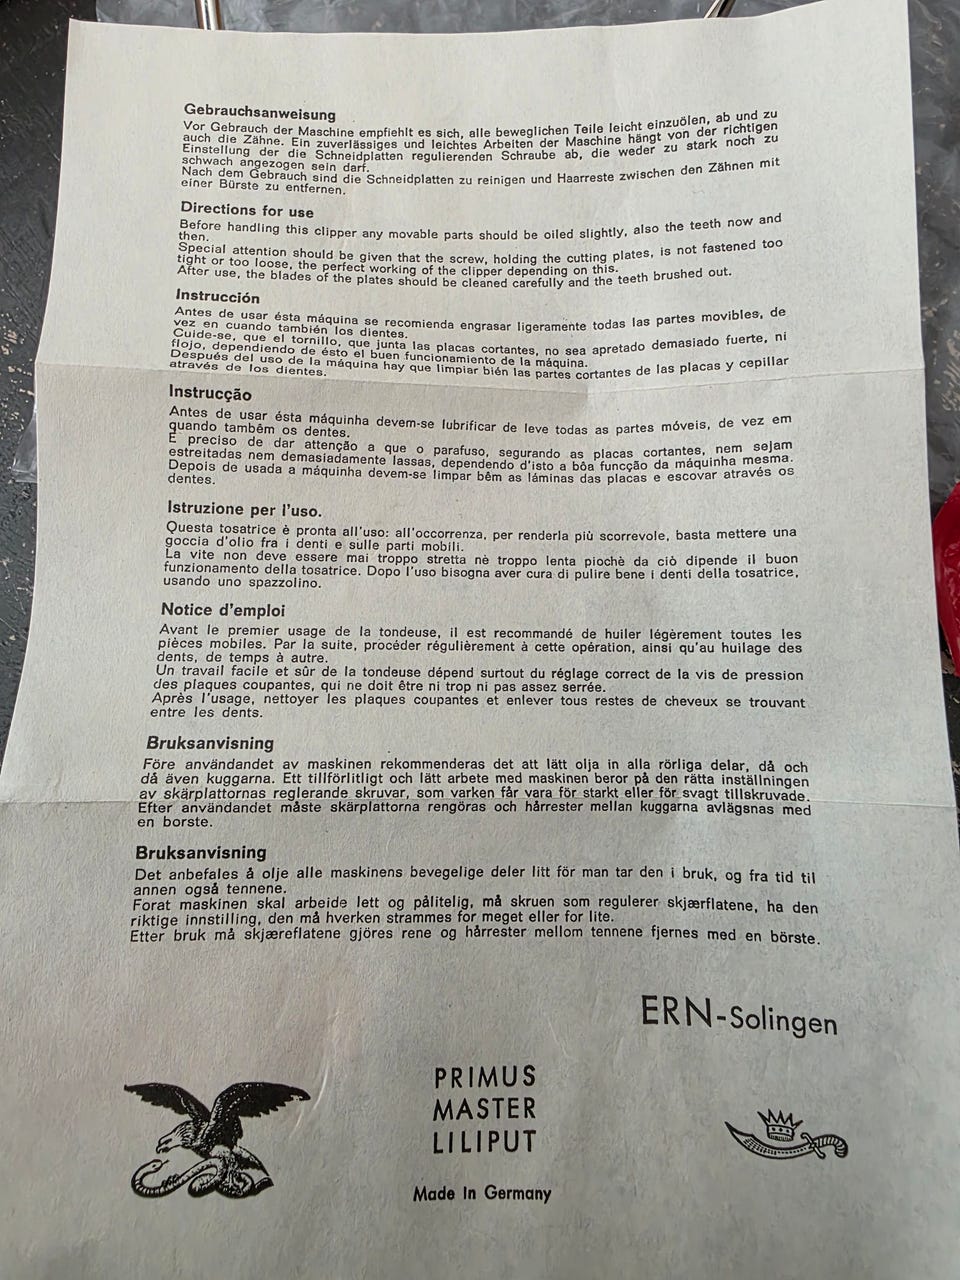 Gebrauchsanweisung
Vor Gebrauch der Maschine empfiehlt es sich, alle beweglichen Teile leicht einzuölen, ab und zu
auch die Zähne. Ein zuverlässiges und leichtes Arbeiten der Maschine hängt von der richtigen
Einstellung der die Schneidplatten regulierenden Schraube ab, die weder zu stark noch zu
schwach angezogen sein darf.
Nach dem Gebrauch sind die Schneidplatten zu reinigen und Haarreste zwischen den Zähnen mit
einer Bürste zu entfernen.
Directions for use
Before handling this clipper any movable parts should be oiled slightly, also the teeth now and
then.
Special attention should be given that the screw, holding the cutting plates, is not fastened too
tight or too loose, the perfect working of the clipper depending on this.
After use, the blades of the plates should be cleaned carefully and the teeth brushed out.
Instrucción
Antes de usar ésta máquina se recomienda engrasar ligeramente todas las partes movibles, de
vez en cuando también los dientes.
Cuide-se, que el tornillo, que junta las placas cortantes, no sea apretado demasiado fuerte, ni
flojo, dependiendo de ésto el buen funcionamiento de la máquina.
Después del uso de la máquina hay que limpiar bién las partes cortantes de las placas y cepillar
através de los dientes.
Instrucção
Antes de usar ésta máquinha devem-se lubrificar de leve todas as partes móveis, de vez em
quando tambêm os dentes.
E preciso de dar attenção a que o parafuso, segurando as placas cortantes, nem sejam
estreitadas nem demasiadamente lassas, dependendo d'isto a bôa funcção da máquinha mesma.
Depois de usada a máquinha devem-se limpar bêm as láminas das placas e escovar através os
dentes.
Istruzione per l'uso.
Questa tosatrice è pronta all'uso: all'occorrenza, per renderla più scorrevole, basta mettere una
goccia d'olio fra i denti e sulle parti mobili.
La vite non deve essere mai troppo stretta nè troppo lenta piochè da ciò dipende il buon
funzionamento della tosatrice. Dopo l'uso bisogna aver cura di pulire bene i denti della tosatrice,
usando uno spazzolino.
Notice d'emploi
Avant le premier usage de la tondeuse, il est recommandé de huiler légèrement toutes les
pièces mobiles. Par la suite, procéder régulièrement à cette opération, ainsi qu'au huilage des
dents, de temps à autre.
Un travail facile et sûr de la tondeuse dépend surtout du réglage correct de la vis de pression
des plaques coupantes, qui ne doit être ni trop ni pas assez serrée.
Après l'usage, nettoyer les plaques coupantes et enlever tous restes de cheveux se trouvant
entre les dents.
Bruksanvisning
Före användandet av maskinen rekommenderas det att lätt olja in alla rörliga delar, då och
då även kuggarna. Ett tillförlitligt och lätt arbete med maskinen beror på den rätta inställningen
av skärplattornas reglerande skruvar, som varken får vara för starkt eller för svagt tillskruvade.
Efter användandet måste skärplattorna rengöras och hårrester mellan kuggarna avlägsnas med
en borste.
Bruksanvisning
Det anbefales å olje alle maskinens bevegelige deler litt för man tar den i bruk, og fra tid til
annen også tennene.
Forat maskinen skal arbeide lett og pålitelig, må skruen som regulerer skjærflatene, ha den
riktige innstilling, den må hverken strammes for meget eller for lite.
Etter bruk må skjæreflatene gjöres rene og hårrester mellom tennene fjernes med en börste.
ERN-Solingen
PRIMUS
MASTER
LILIPUT
Made In Germany